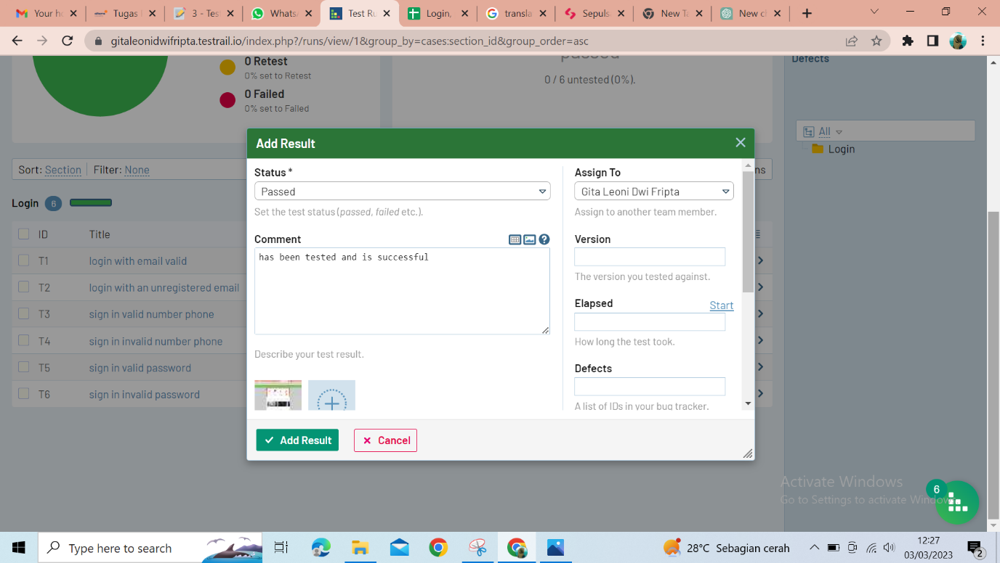 Your ho
Tugas
3 - Tes
Whats
Test Ru
Login,
transla
Sepuls
New Ta
New ch
gitaleonidwifripta.testrail.io/index.php?/runs/view/1&group_by=cases:section_id&group_order=asc
0 Retest
0% set to Retest
0 Failed
0% set to Failed
passed
0 / 6 untested (0%).
Defects
All
Login
Sort: Section
Filter: None
ns
Login 6
ID Title
T1 login with email valid
T2 login with an unregistered email
T3 sign in valid number phone
T4 sign in invalid number phone
T5 sign in valid password
T6 sign in invalid password
Add Result
Status *
Passed
Set the test status (passed, failed etc.).
Comment
has been tested and is successful
Describe your test result.
Assign To
Gita Leoni Dwi Fripta
Assign to another team member.
Version
The version you tested against.
Elapsed Start
How long the test took.
Defects
A list of IDs in your bug tracker.
Add Result
Cancel
Activate Windows
Go to Settings to activate Windows.
6
Type here to search
28°C Sebagian cerah
12:27
03/03/2023
2